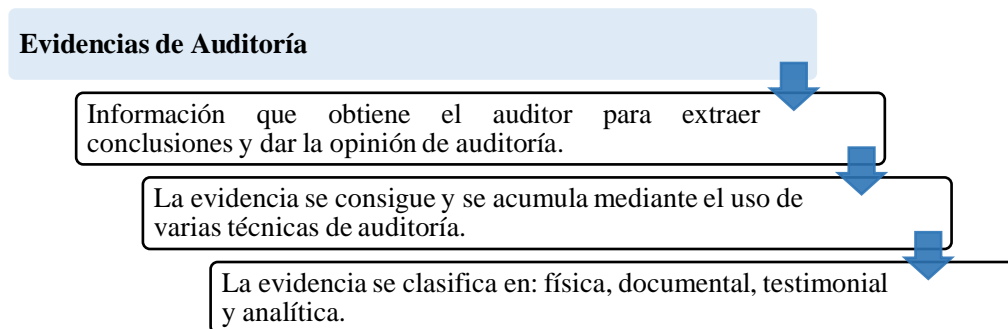 Evidencias de Auditoría
Información que obtiene el auditor para extraer
conclusiones y dar la opinión de auditoría.
La evidencia se consigue y se acumula mediante el uso de
varias técnicas de auditoría.
La evidencia se clasifica en: física, documental, testimonial
y analítica.